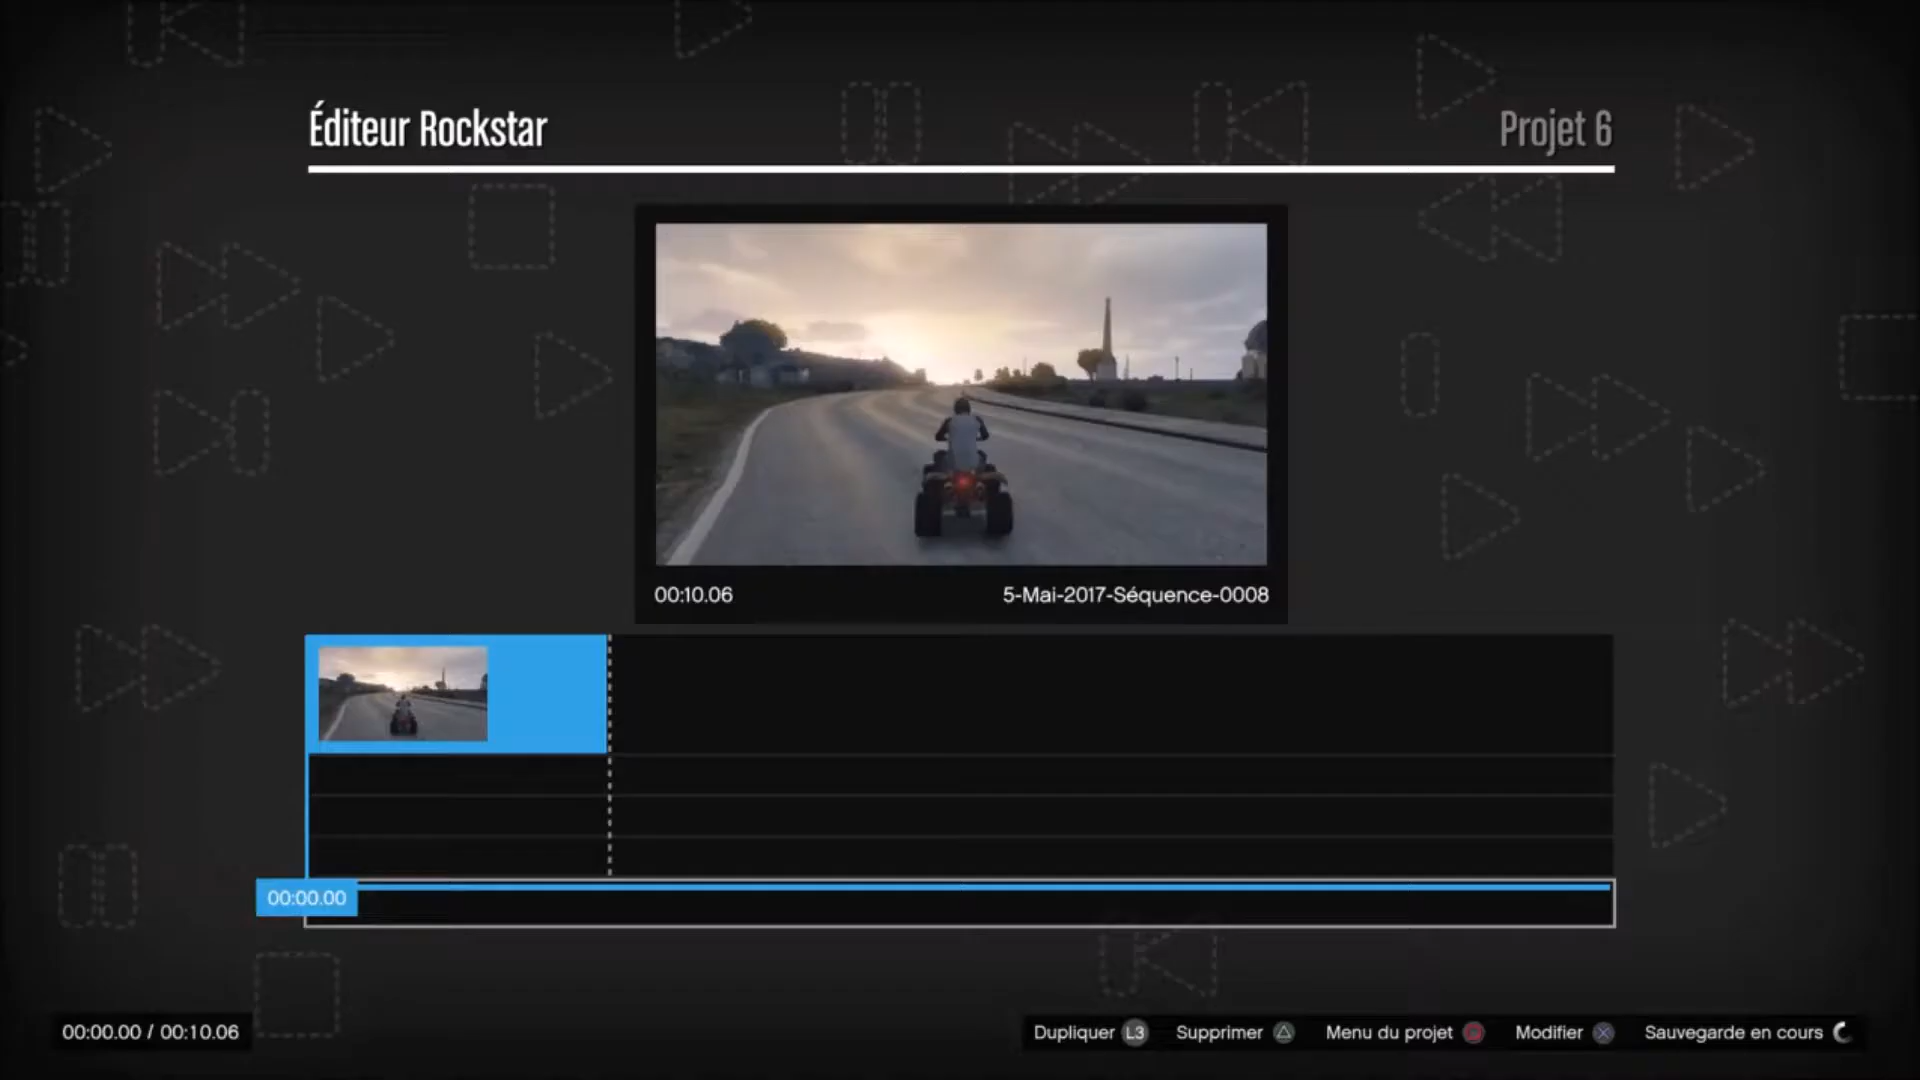 Éditeur Rockstar
Projet 6
00:10.06
5-Mai-2017-Séquence-0008
00:00.00
00:00.00 / 00:10.06
Dupliquer L3 Supprimer Menu du projet Modifier Sauvegarde en cours